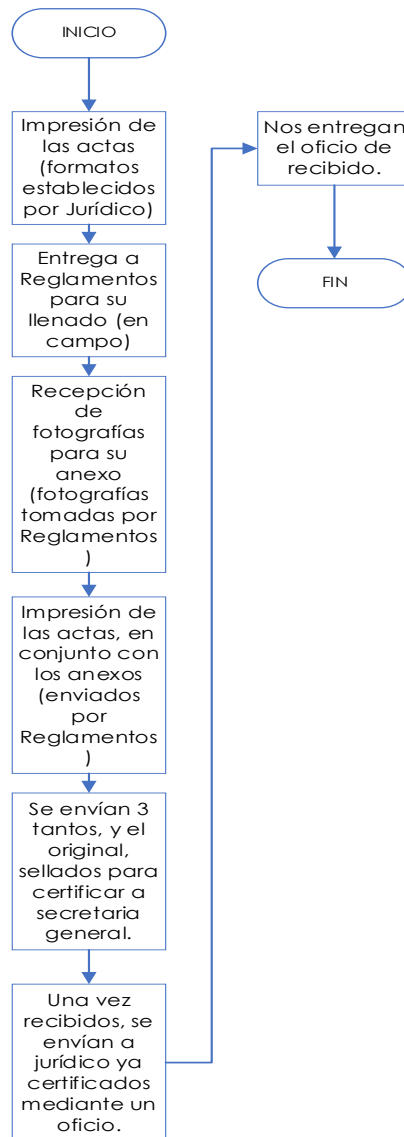 INICIO
Impresión de
las actas
(formatos
establecidos
por Jurídico)
Entrega a
Reglamentos
para su
llenado (en
campo)
Recepción
de
fotografías
para su
anexo
(fotografías
tomadas por
Reglamentos
)
Impresión de
las actas, en
conjunto con
los anexos
(enviados
por
Reglamentos
)
Se envían 3
tantos, y el
original,
sellados para
certificar a
secretaria
general.
Una vez
recibidos, se
envían a
jurídico ya
certificados
mediante un
oficio.
Nos entregan
el oficio de
recibido.
FIN